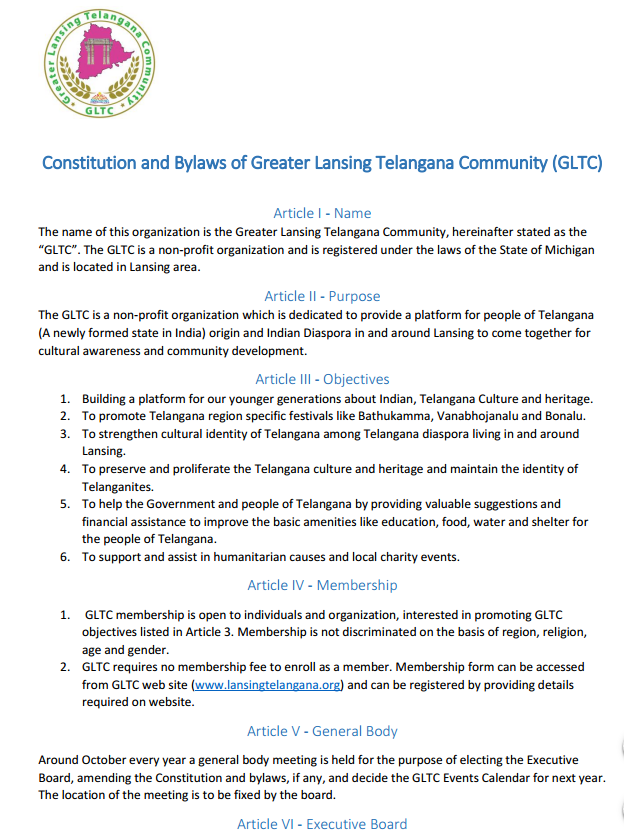 Greater Lansing Telangana Community
GLTC
Constitution and Bylaws of Greater Lansing Telangana Community (GLTC)
Article I - Name
The name of this organization is the Greater Lansing Telangana Community, hereinafter stated as the
“GLTC”. The GLTC is a non-profit organization and is registered under the laws of the State of Michigan
and is located in Lansing area.
Article II - Purpose
The GLTC is a non-profit organization which is dedicated to provide a platform for people of Telangana
(A newly formed state in India) origin and Indian Diaspora in and around Lansing to come together for
cultural awareness and community development.
Article III - Objectives
1. Building a platform for our younger generations about Indian, Telangana Culture and heritage.
2. To promote Telangana region specific festivals like Bathukamma, Vanabhojanalu and Bonalu.
3. To strengthen cultural identity of Telangana among Telangana diaspora living in and around
Lansing.
4. To preserve and proliferate the Telangana culture and heritage and maintain the identity of
Telanganites.
5. To help the Government and people of Telangana by providing valuable suggestions and
financial assistance to improve the basic amenities like education, food, water and shelter for
the people of Telangana.
6. To support and assist in humanitarian causes and local charity events.
Article IV - Membership
1. GLTC membership is open to individuals and organization, interested in promoting GLTC
objectives listed in Article 3. Membership is not discriminated on the basis of region, religion,
age and gender.
2. GLTC requires no membership fee to enroll as a member. Membership form can be accessed
from GLTC web site (www.lansingtelangana.org) and can be registered by providing details
required on website.
Article V - General Body
Around October every year a general body meeting is held for the purpose of electing the Executive
Board, amending the Constitution and bylaws, if any, and decide the GLTC Events Calendar for next year.
The location of the meeting is to be fixed by the board.
Article VI - Executive Board